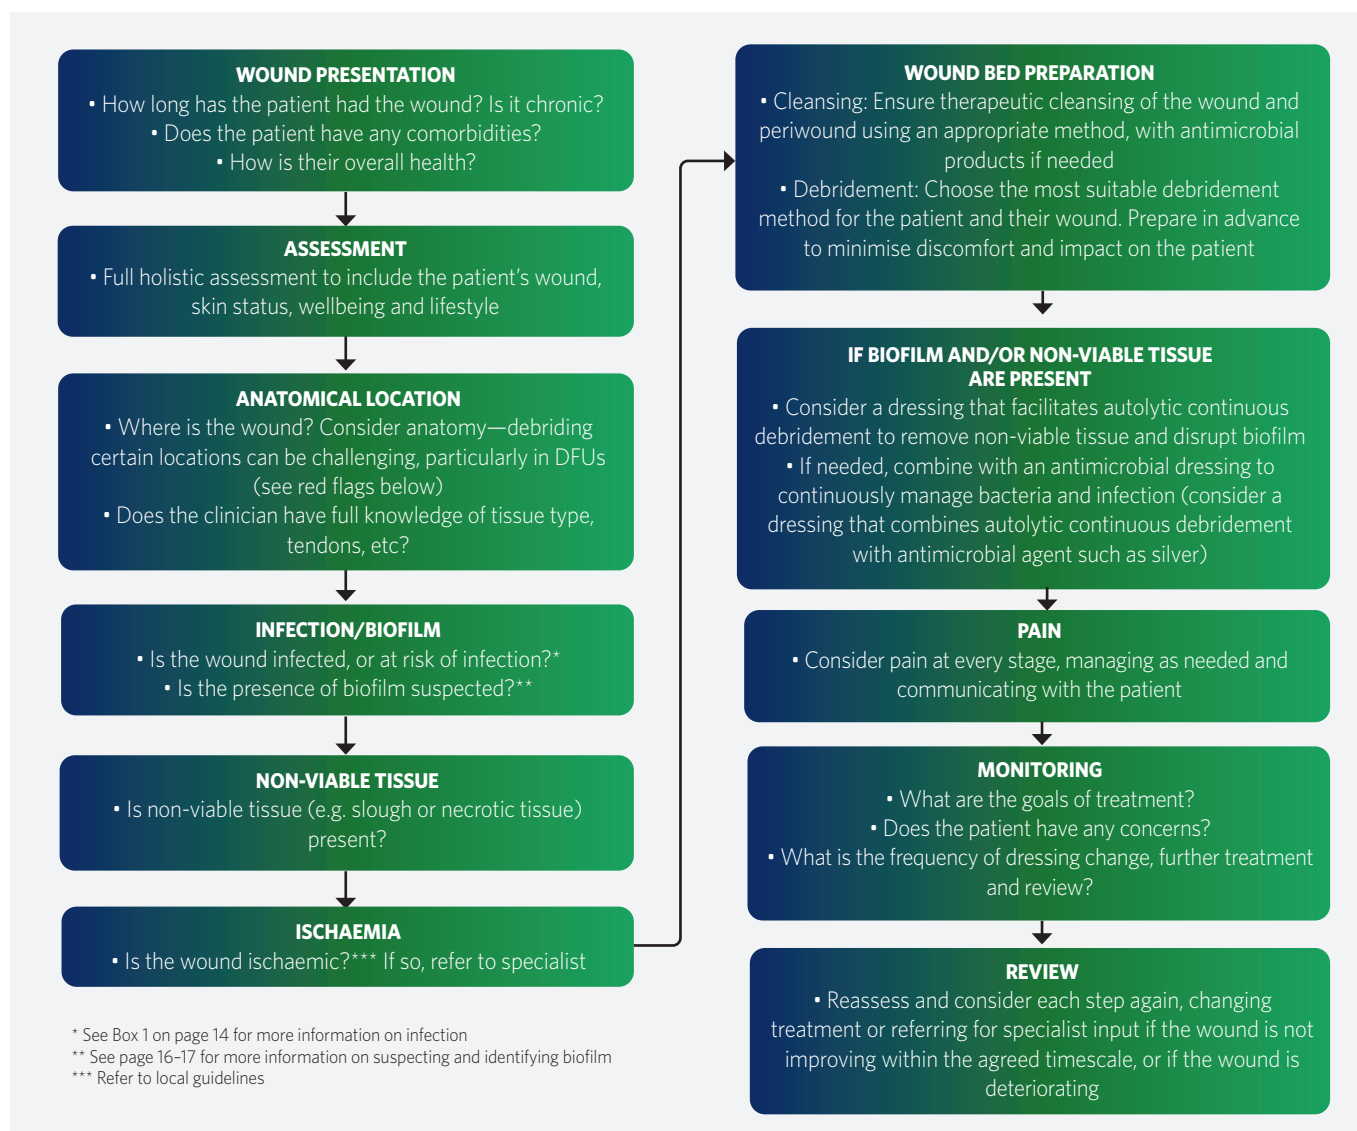 WOUND PRESENTATION
• How long has the patient had the wound? Is it chronic?
• Does the patient have any comorbidities?
• How is their overall health?
ASSESSMENT
• Full holistic assessment to include the patient's wound,
skin status, wellbeing and lifestyle
ANATOMICAL LOCATION
• Where is the wound? Consider anatomy—debriding
certain locations can be challenging, particularly in DFUs
(see red flags below)
• Does the clinician have full knowledge of tissue type,
tendons, etc?
INFECTION/BIOFILM
• Is the wound infected, or at risk of infection?*
• Is the presence of biofilm suspected?**
NON-VIABLE TISSUE
• Is non-viable tissue (e.g. slough or necrotic tissue)
present?
ISCHAEMIA
• Is the wound ischaemic?*** If so, refer to specialist
* See Box 1 on page 14 for more information on infection
** See page 16–17 for more information on suspecting and identifying biofilm
*** Refer to local guidelines
WOUND BED PREPARATION
• Cleansing: Ensure therapeutic cleansing of the wound and
periwound using an appropriate method, with antimicrobial
products if needed
• Debridement: Choose the most suitable debridement
method for the patient and their wound. Prepare in advance
to minimise discomfort and impact on the patient
IF BIOFILM AND/OR NON-VIABLE TISSUE
ARE PRESENT
• Consider a dressing that facilitates autolytic continuous
debridement to remove non-viable tissue and disrupt biofilm
• If needed, combine with an antimicrobial dressing to
continuously manage bacteria and infection (consider a
dressing that combines autolytic continuous debridement
with antimicrobial agent such as silver)
PAIN
• Consider pain at every stage, managing as needed and
communicating with the patient
MONITORING
• What are the goals of treatment?
• Does the patient have any concerns?
• What is the frequency of dressing change, further treatment
and review?
REVIEW
• Reassess and consider each step again, changing
treatment or referring for specialist input if the wound is not
improving within the agreed timescale, or if the wound is
deteriorating